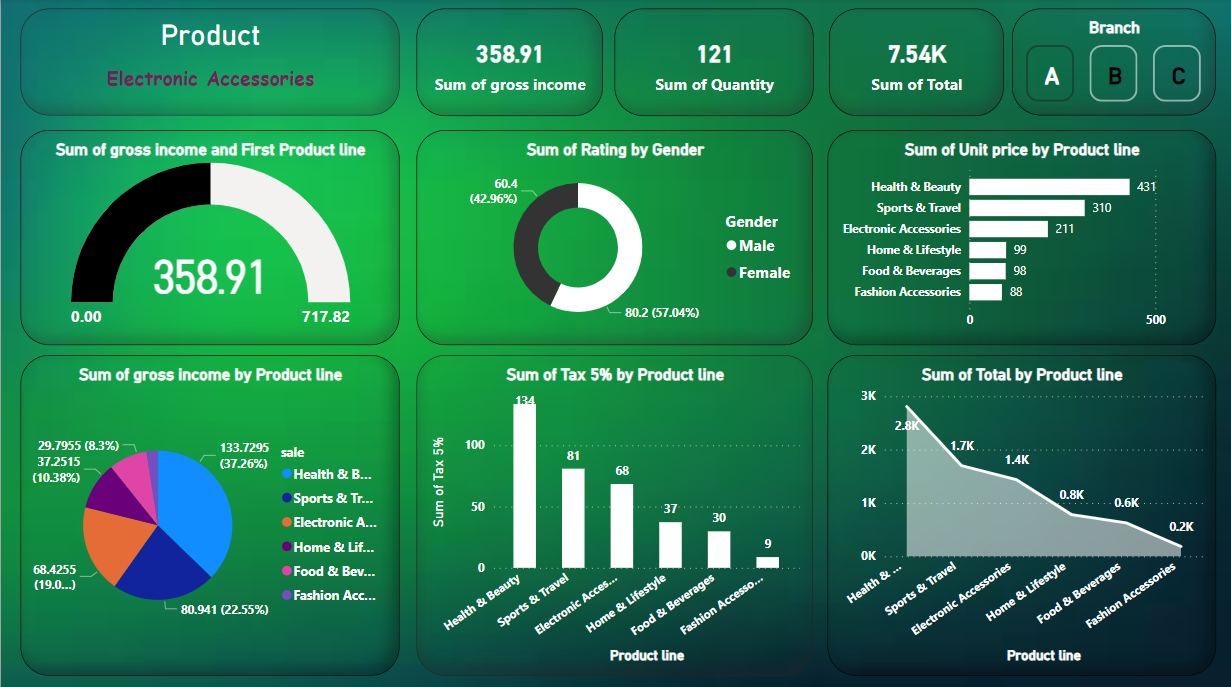 Product
Electronic Accessories
358.91
Sum of gross income
121
Sum of Quantity
7.54K
Sum of Total
Branch
A
B
C
Sum of gross income and First Product line
358.91
0.00
717.82
Sum of Rating by Gender
60.4
(42.96%)
80.2 (57.04%)
Gender
Male
Female
Sum of Unit price by Product line
Health & Beauty
431
Sports & Travel
310
Electronic Accessories
211
Home & Lifestyle
99
Food & Beverages
98
Fashion Accessories
88
0
500
Sum of gross income by Product line
29.7955 (8.3%)
37.2515
(10.38%)
68.4255
(19.0...)
133.7295
(37.26%)
80.941 (22.55%)
sale
Health & B...
Sports & Tr...
Electronic A...
Home & Lif...
Food & Bev...
Fashion Acc...
Sum of Tax 5% by Product line
Sum of Tax 5%
100
50
0
134
81
68
37
30
9
Health & Beauty
Sports & Travel
Electronic Acces...
Home & Lifestyle
Food & Beverages
Fashion Accesso...
Product line
Sum of Total by Product line
3K
2K
1K
0K
2.8K
1.7K
1.4K
0.8K
0.6K
0.2K
Health & ...
Sports & Travel
Electronic Accessories
Home & Lifestyle
Food & Beverages
Fashion Accessories
Product line